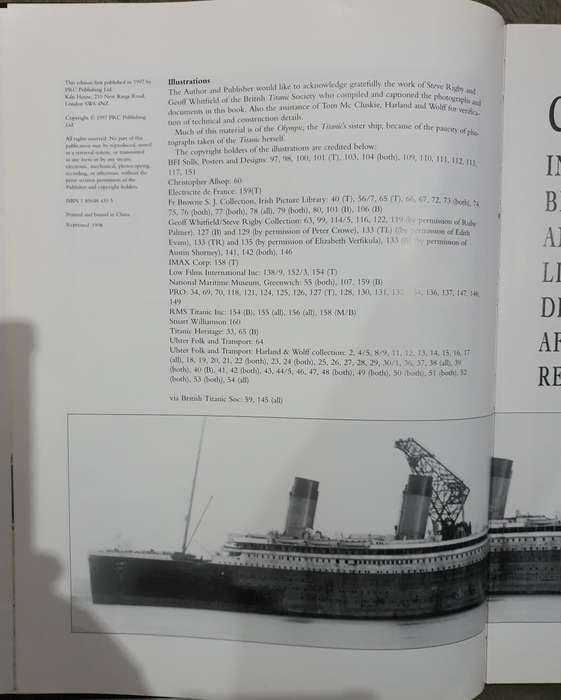 This edition first published in 1997 by
PRC Publishing Ltd
Kiln House, 210 New Kings Road,
London SW6 4NZ
Copyright © 1997 PRC Publishing
Ltd
All rights reserved. No part of this
publication may be reproduced, stored
in a retrieval system, or transmitted
in any form or by any means,
electronic, mechanical, photocopying,
recording, or otherwise, without the
prior written permission of the
Publisher and copyright holders.
ISBN 1 85648 433 5
Printed and bound in China
Reprinted 1998
Illustrations
The Author and Publisher would like to acknowledge gratefully the work of Steve Rigby and
Geoff Whitfield of the British Titanic Society who compiled and captioned the photographs and
documents in this book. Also the assistance of Tom Mc Cluskie, Harland and Wolff for verifica-
tion of technical and construction details.
Much of this material is of the Olympic, the Titanic's sister ship, because of the paucity of pho-
tographs taken of the Titanic herself.
The copyright holders of the illustrations are credited below:
BFI Stills, Posters and Designs: 97, 98, 100, 101 (T), 103, 104 (both), 109, 110, 111, 112, 113,
117, 151
Christopher Allsop: 60
Electricite de France: 159(T)
Fr Browne S. J. Collection, Irish Picture Library: 40 (T), 56/7, 65 (T), 66, 67, 72, 73 (both), 74,
75, 76 (both), 77 (both), 78 (all), 79 (both), 80, 101 (B), 106 (B)
Geoff Whitfield/Steve Rigby Collection: 63, 99, 114/5, 116, 122, 119 (by permission of Ruby
Palmer), 127 (B) and 129 (by permission of Peter Crowe), 133 (TL) (by permission of Edith
Evans), 133 (TR) and 135 (by permission of Elizabeth Verfikula), 133 by permission of
Austin Shorney), 141, 142 (both), 146
IMAX Corp: 158 (T)
Low Films International Inc: 138/9, 152/3, 154 (T)
National Maritime Museum, Greenwich: 55 (both), 107, 159 (B)
PRO: 34, 69, 70, 118, 121, 124, 125, 126, 127 (T), 128, 130, 131, 136, 137, 147, 148,
149
RMS Titanic Inc: 154 (B), 155 (all), 156 (all), 158 (M/B)
Stuart Williamson 160
Titanic Heritage: 33, 65 (B)
Ulster Folk and Transport: 64
Ulster Folk and Transport: Harland & Wolff collection: 2, 4/5, 8/9, 11, 12, 13, 14, 15, 16, 17
(all), 18, 19, 20, 21, 22 (both), 23, 24 (both), 25, 26, 27, 28, 29, 30/1, 36, 37, 38 (all), 39
(both), 40 (B), 41, 42 (both), 43, 44/5, 46, 47, 48 (both), 49 (both), 50 (both), 51 (both), 52
(both), 53 (both), 54 (all)
via British Titanic Soc: 59, 145 (all)